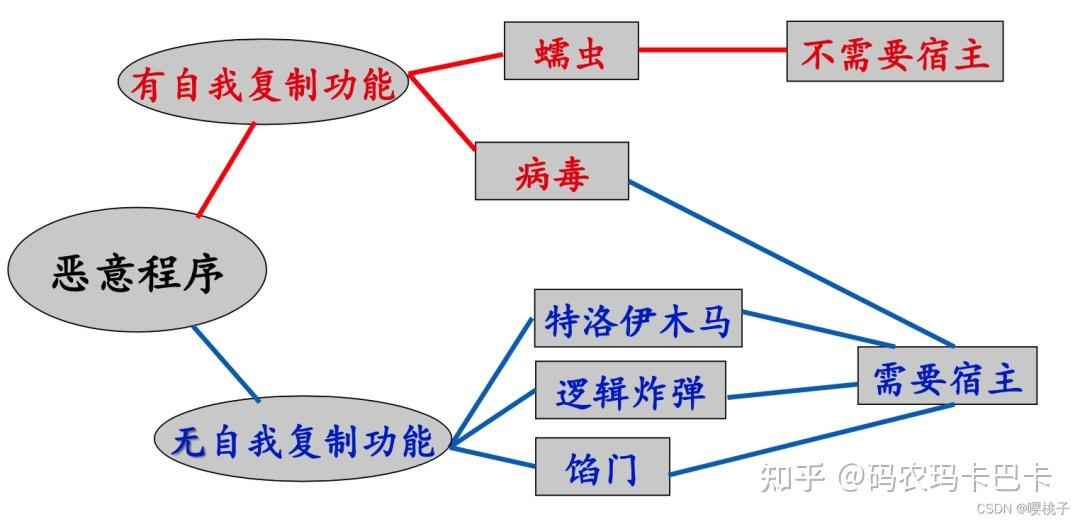 有自我复制功能
蠕虫
不需要宿主
病毒
恶意程序
特洛伊木马
逻辑炸弹
需要宿主
无自我复制功能
馅门
知乎 @码农玛卡巴卡
CSDN @嘤桃子